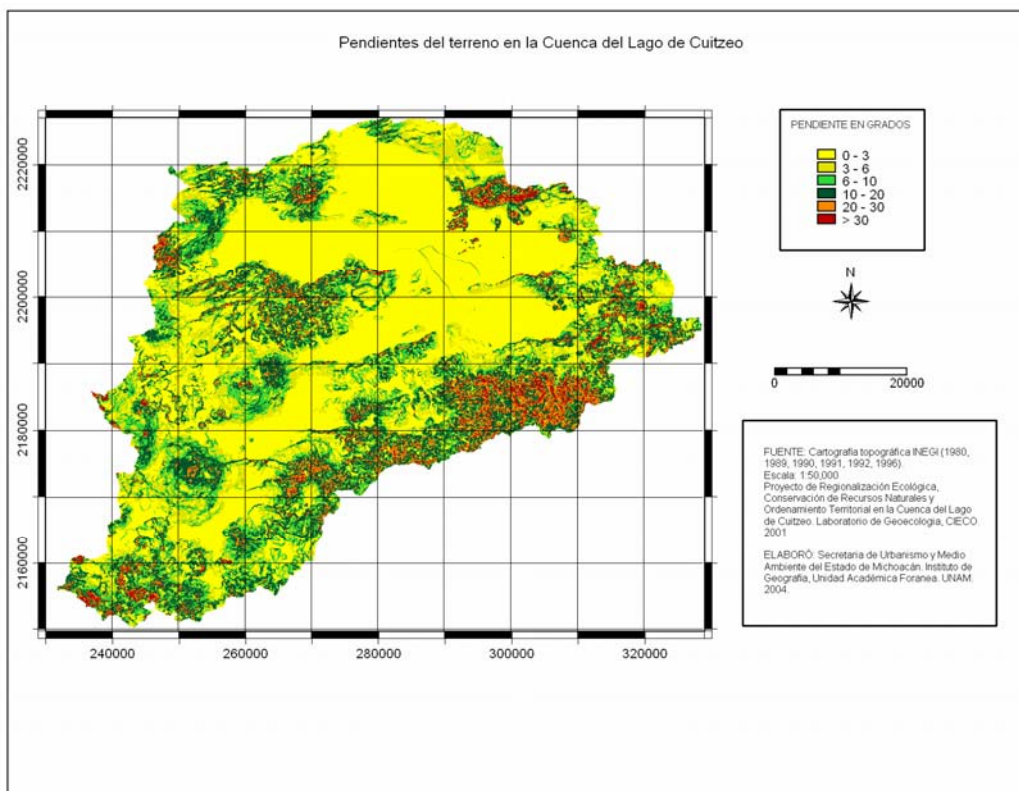 Pendientes del terreno en la Cuenca del Lago de Cuitzeo
PENDIENTE EN GRADOS
0 - 3
3 - 6
6 - 10
10 - 20
20 - 30
> 30
N
0 20000
FUENTE: Cartografía topográfica INEGI (1980,
1989, 1990, 1991, 1992, 1996).
Escala: 1:50,000
Proyecto de Regionalización Ecológica,
Conservación de Recursos Naturales y
Ordenamiento Territorial en la Cuenca del Lago
de Cuitzeo. Laboratorio de Geoecología, CIECO
2001
ELABORÓ: Secretaria de Urbanismo y Medio
Ambiente del Estado de Michoacán. Instituto de
Geografía, Unidad Académica Foranea. UNAM.
2004.
2220000
2200000
2180000
2160000
240000 260000 280000 300000 320000